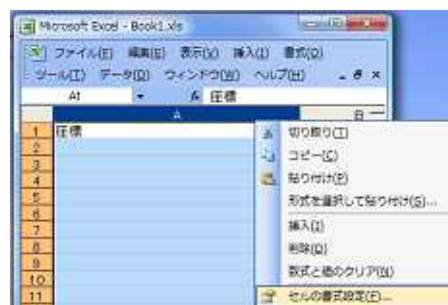 Microsoft Excel - Book1.xls
ファイル(F) 編集(E) 表示(V) 挿入(I) 書式(O)
ツール(T) データ(D) ウィンドウ(W) ヘルプ(H)
A1 fx 座標
A B
1 座標
2
3
4
5
6
7
8
9
10
11
切り取り(T)
コピー(C)
貼り付け(P)
形式を選択して貼り付け(S)...
挿入(I)
削除(D)
数式と値のクリア(N)
セルの書式設定(F)...